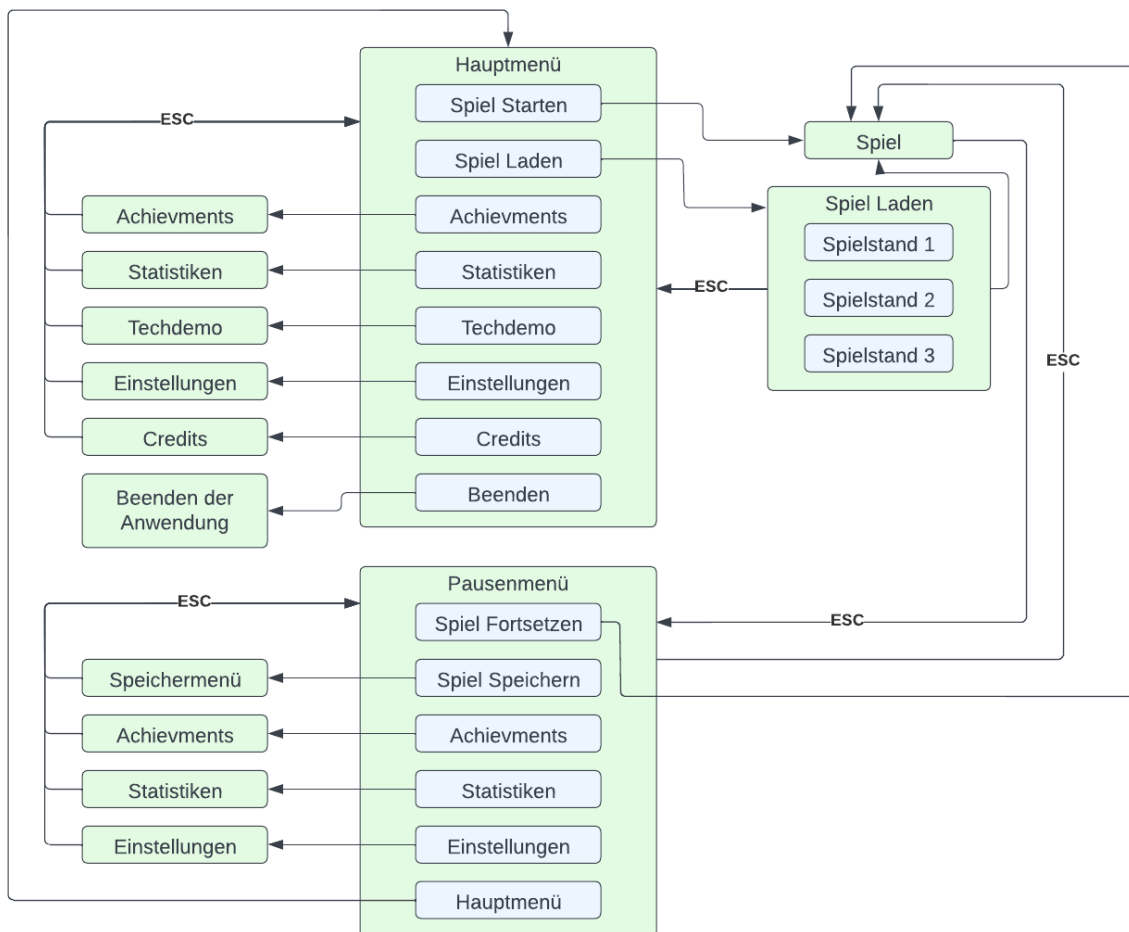 Hauptmenü
Spiel Starten
Spiel Laden
Achievments
Statistiken
Techdemo
Einstellungen
Credits
Beenden
ESC
Achievments
Statistiken
Techdemo
Einstellungen
Credits
Beenden der
Anwendung
Spiel
Spiel Laden
Spielstand 1
Spielstand 2
Spielstand 3
ESC
ESC
ESC
Pausenmenü
Spiel Fortsetzen
Spiel Speichern
Achievments
Statistiken
Einstellungen
Hauptmenü
ESC
Speichermenü
Achievments
Statistiken
Einstellungen